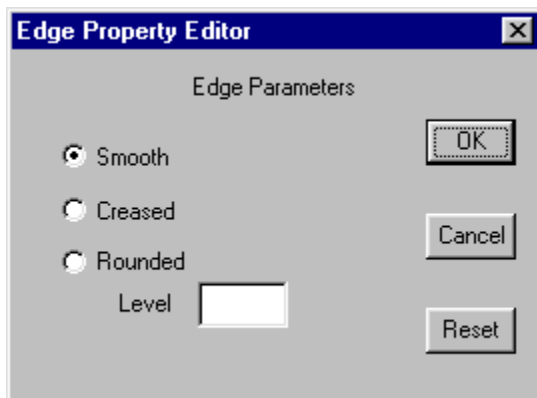 Edge Property Editor
Edge Parameters
OK
Smooth
Creased
Cancel
Rounded
Level
Reset